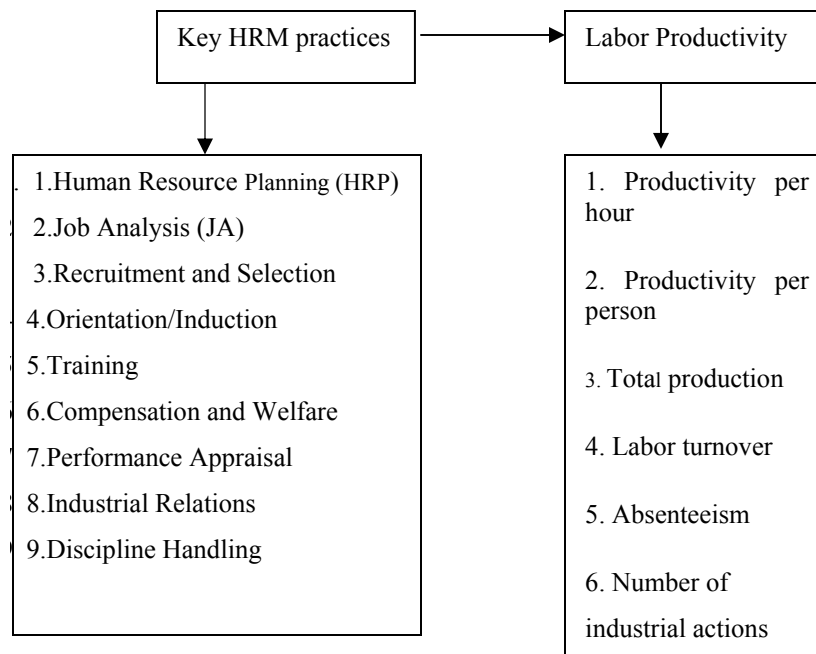 Key HRM practices
Labor Productivity
1.Human Resource Planning (HRP)
2.Job Analysis (JA)
3.Recruitment and Selection
4.Orientation/Induction
5.Training
6.Compensation and Welfare
7.Performance Appraisal
8.Industrial Relations
9.Discipline Handling
1. Productivity per
hour
2. Productivity per
person
3. Total production
4. Labor turnover
5. Absenteeism
6. Number of
industrial actions